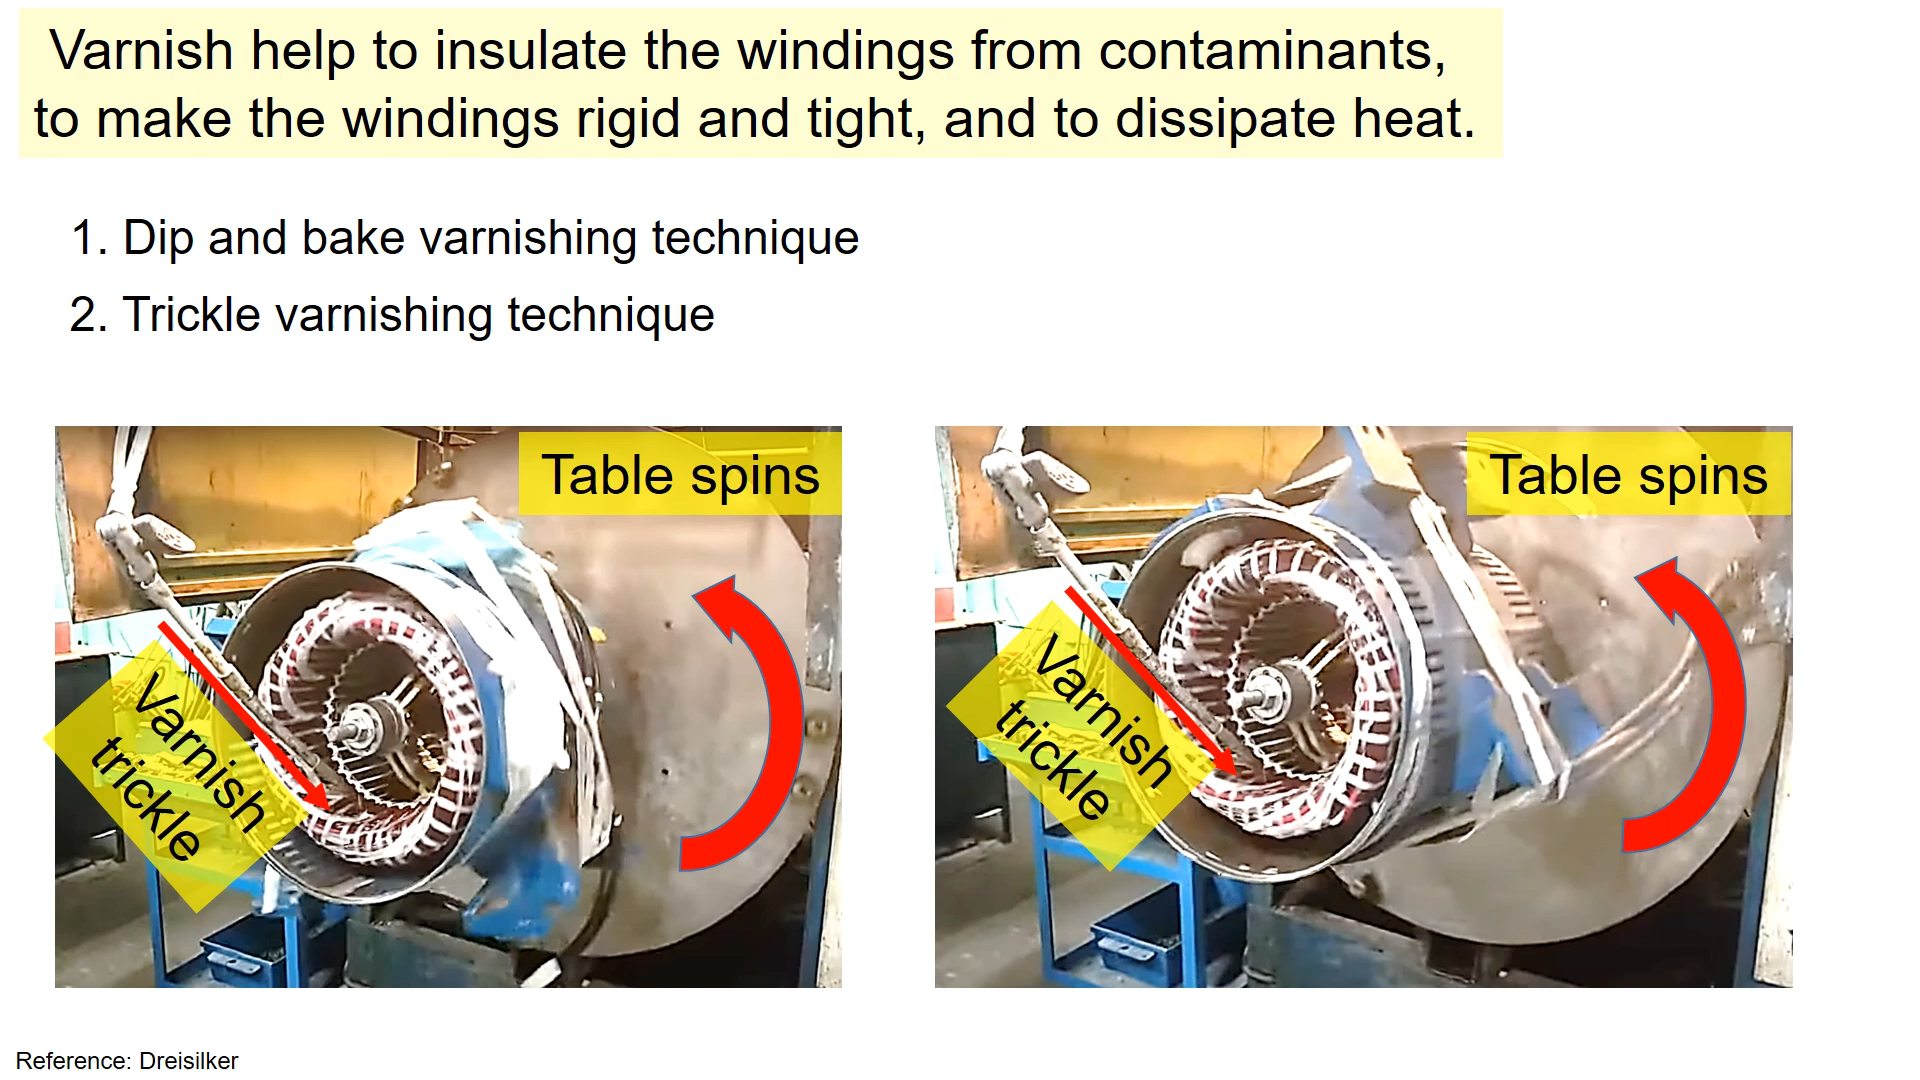 Varnish help to insulate the windings from contaminants,
to make the windings rigid and tight, and to dissipate heat.
1. Dip and bake varnishing technique
2. Trickle varnishing technique
Table spins
Varnish
trickle
Table spins
Varnish
trickle
Reference: Dreisilker